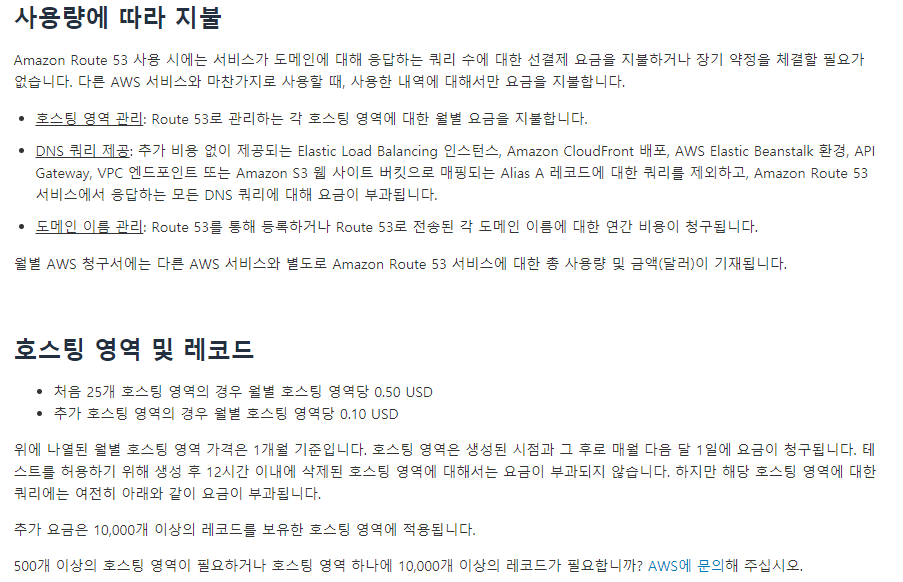 사용량에 따라 지불
Amazon Route 53 사용 시에는 서비스가 도메인에 대해 응답하는 쿼리 수에 대한 선결제 요금을 지불하거나 장기 약정을 체결할 필요가
없습니다. 다른 AWS 서비스와 마찬가지로 사용할 때, 사용한 내역에 대해서만 요금을 지불합니다.
• 호스팅 영역 관리: Route 53로 관리하는 각 호스팅 영역에 대한 월별 요금을 지불합니다.
• DNS 쿼리 제공: 추가 비용 없이 제공되는 Elastic Load Balancing 인스턴스, Amazon CloudFront 배포, AWS Elastic Beanstalk 환경, API
Gateway, VPC 엔드포인트 또는 Amazon S3 웹 사이트 버킷으로 매핑되는 Alias A 레코드에 대한 쿼리를 제외하고, Amazon Route 53
서비스에서 응답하는 모든 DNS 쿼리에 대해 요금이 부과됩니다.
• 도메인 이름 관리: Route 53를 통해 등록하거나 Route 53로 전송된 각 도메인 이름에 대한 연간 비용이 청구됩니다.
월별 AWS 청구서에는 다른 AWS 서비스와 별도로 Amazon Route 53 서비스에 대한 총 사용량 및 금액(달러)이 기재됩니다.
호스팅 영역 및 레코드
• 처음 25개 호스팅 영역의 경우 월별 호스팅 영역당 0.50 USD
• 추가 호스팅 영역의 경우 월별 호스팅 영역당 0.10 USD
위에 나열된 월별 호스팅 영역 가격은 1개월 기준입니다. 호스팅 영역은 생성된 시점과 그 후로 매월 다음 달 1일에 요금이 청구됩니다. 테
스트를 허용하기 위해 생성 후 12시간 이내에 삭제된 호스팅 영역에 대해서는 요금이 부과되지 않습니다. 하지만 해당 호스팅 영역에 대한
쿼리에는 여전히 아래와 같이 요금이 부과됩니다.
추가 요금은 10,000개 이상의 레코드를 보유한 호스팅 영역에 적용됩니다.
500개 이상의 호스팅 영역이 필요하거나 호스팅 영역 하나에 10,000개 이상의 레코드가 필요합니까? AWS에 문의해 주십시오.